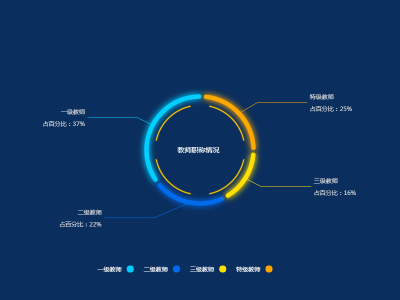 特级教师
占百分比：25%
一级教师
占百分比：37%
教师职称情况
三级教师
占百分比：16%
二级教师
占百分比：22%
一级教师 二级教师 三级教师 特级教师